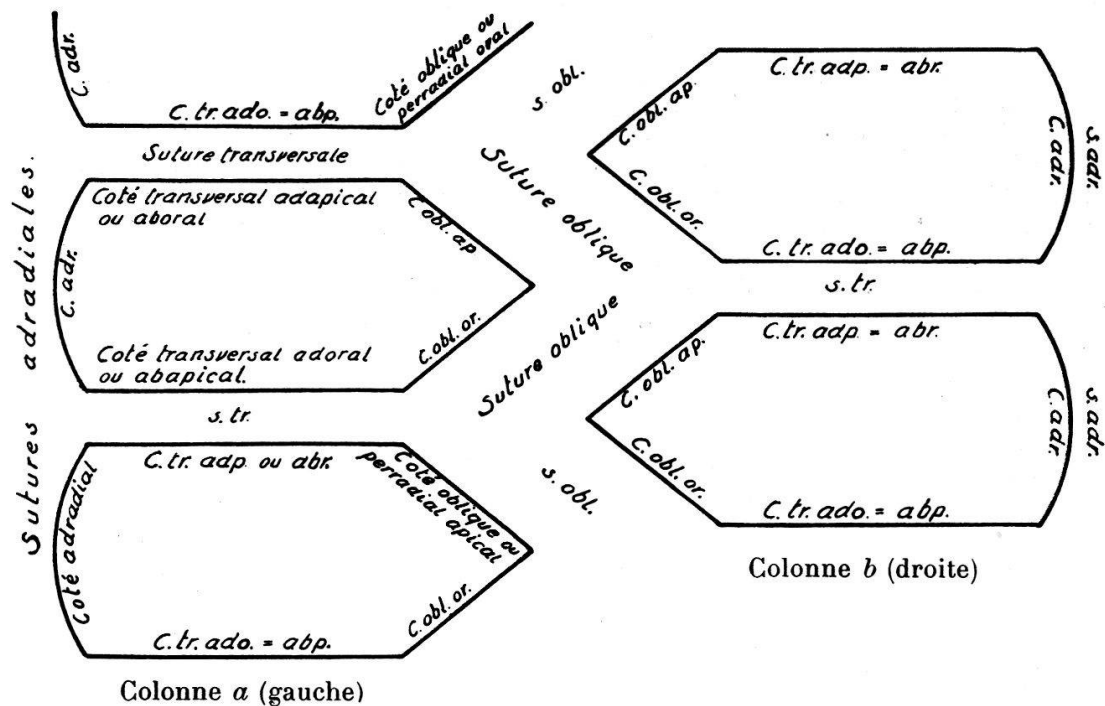 C. adr.
C. tr. ado. = abp.
Coté oblique ou
perradial oral
Suture transversale
Coté transversal adapical
ou aboral
C. obl. ap
C. adr.
C. obl. or.
Coté transversal adoral
ou abapical.
s. tr.
C. tr. adp. ou abr.
Coté oblique ou
perradial apical
Coté adradial
C. obl. or.
C. tr. ado. = abp.
Colonne a (gauche)
Sutures adradiales.
s. obl.
Suture oblique
Suture oblique
s. obl.
C. tr. adp. = abr.
C. obl. ap.
C. obl. or.
C. adr.
s. adr.
C. tr. ado. = abp.
s. tr.
C. tr. adp. = abr.
C. obl. ap.
C. obl. or.
C. adr.
s. adr.
C. tr. ado. = abp.
Colonne b (droite)